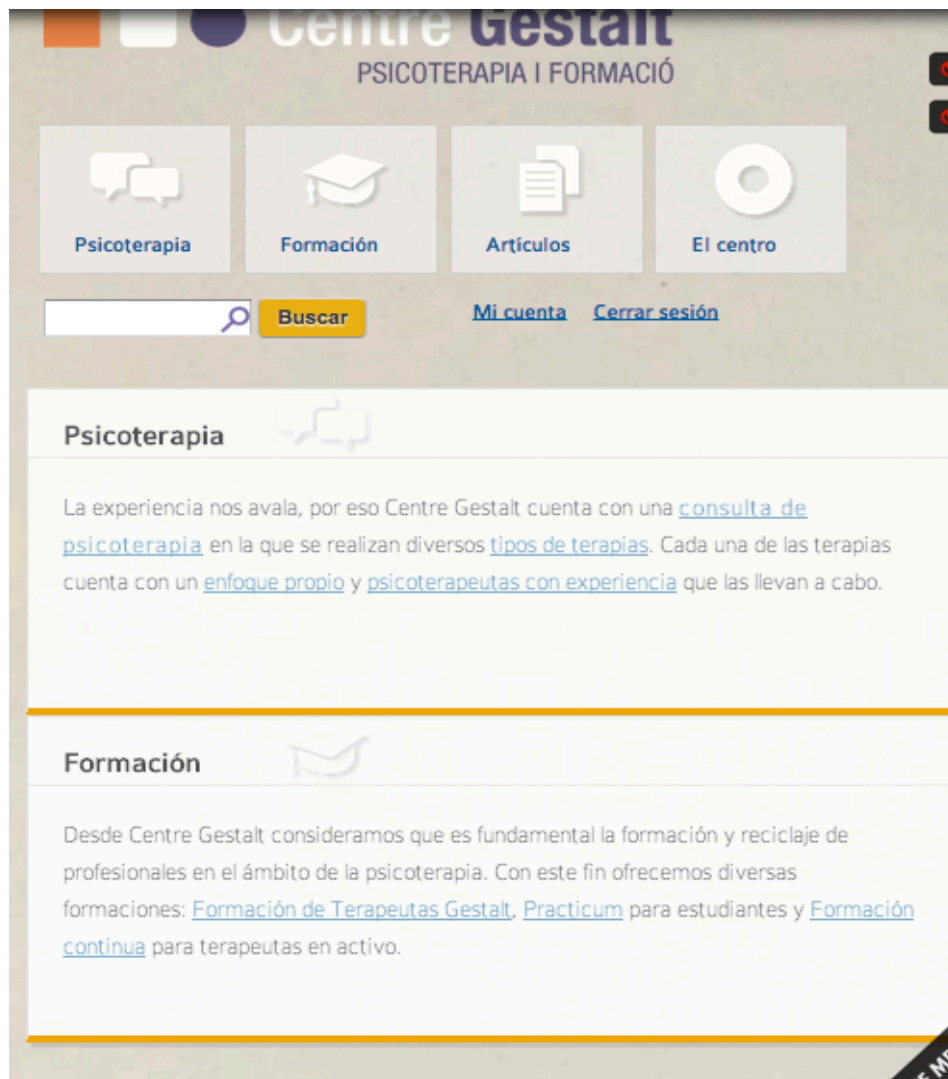 Centre Gestalt
PSICOTERAPIA I FORMACIÓ
Psicoterapia
Formación
Artículos
El centro
Buscar
Mi cuenta
Cerrar sesión
Psicoterapia
La experiencia nos avala, por eso Centre Gestalt cuenta con una consulta de
psicoterapia en la que se realizan diversos tipos de terapias. Cada una de las terapias
cuenta con un enfoque propio y psicoterapeutas con experiencia que las llevan a cabo.
Formación
Desde Centre Gestalt consideramos que es fundamental la formación y reciclaje de
profesionales en el ámbito de la psicoterapia. Con este fin ofrecemos diversas
formaciones: Formación de Terapeutas Gestalt, Practicum para estudiantes y Formación
continua para terapeutas en activo.